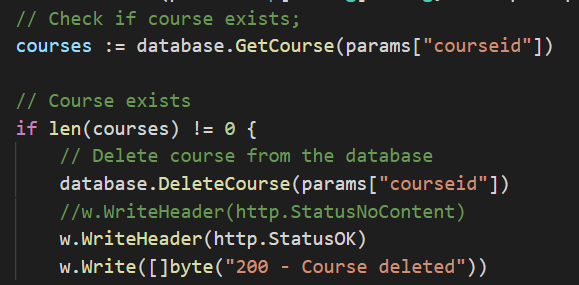 // Check if course exists;
courses := database.GetCourse(params["courseid"])
// Course exists
if len(courses) != 0 {
// Delete course from the database
database.DeleteCourse(params["courseid"])
//w.WriteHeader(http.StatusNoContent)
w.WriteHeader(http.StatusOK)
w.Write([]byte("200 - Course deleted"))